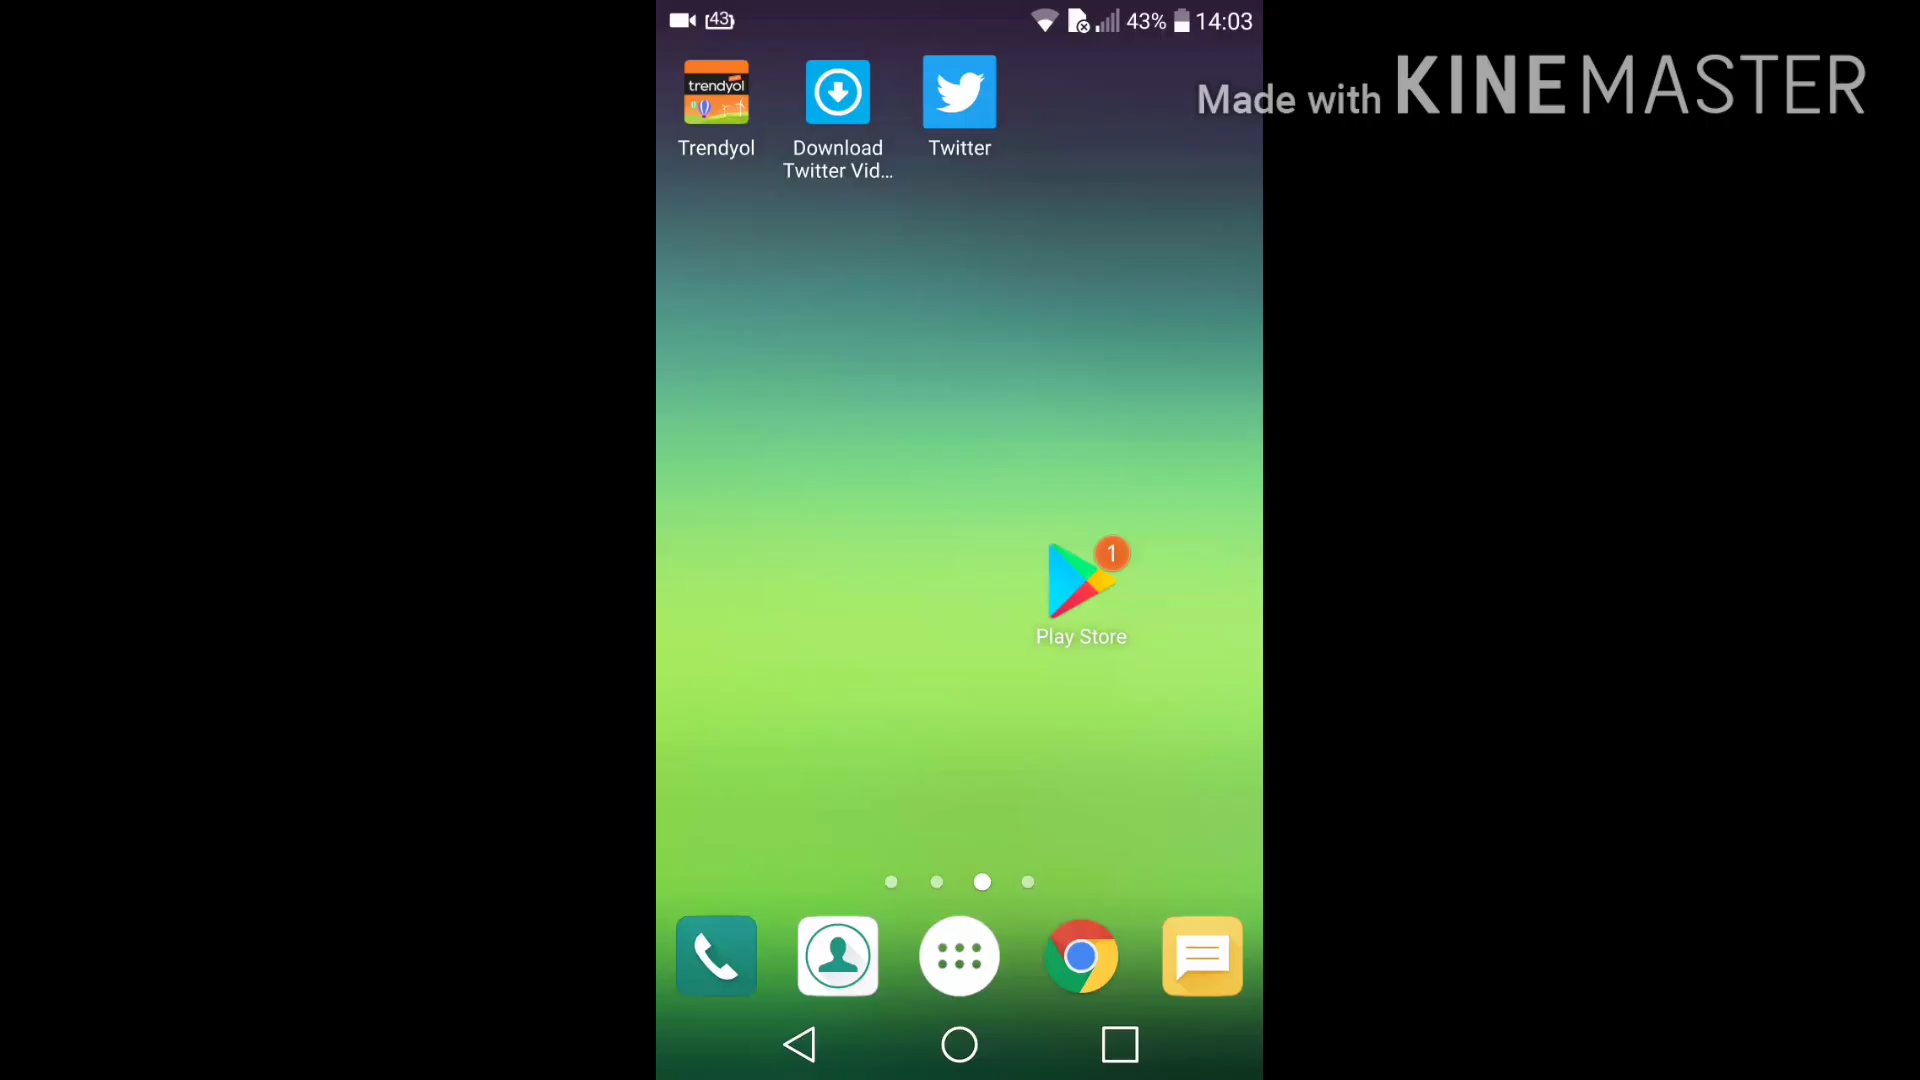 43
43% 14:03
Made with KINEMASTER
trendyol
Trendyol
Download
Twitter Vid...
Twitter
1
Play Store